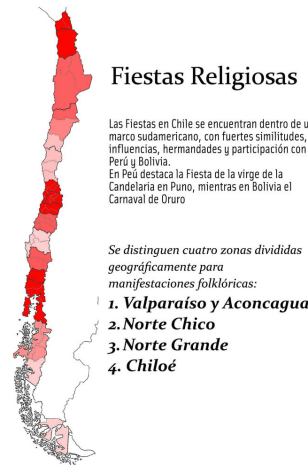 Fiestas Religiosas
Las Fiestas en Chile se encuentran dentro de u
marco sudamericano, con fuertes similitudes,
influencias, hermandades y participación con
Perú y Bolivia.
En Peú destaca la Fiesta de la virge de la
Candelaria en Puno, mientras en Bolivia el
Carnaval de Oruro
Se distinguen cuatro zonas divididas
geográficamente para
manifestaciones folklóricas:
1. Valparaíso y Aconcagua
2. Norte Chico
3. Norte Grande
4. Chiloé